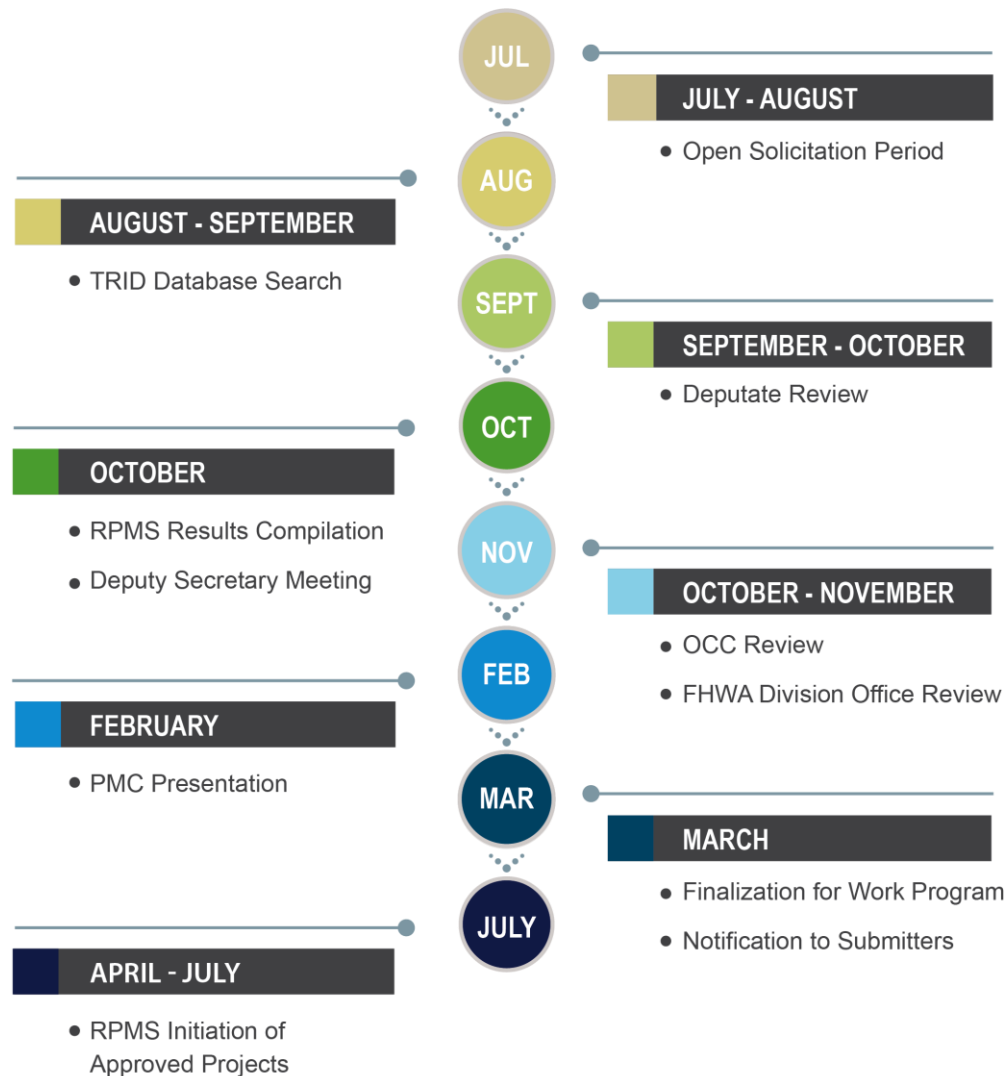 JUL
JULY - AUGUST
• Open Solicitation Period
AUG
AUGUST - SEPTEMBER
• TRID Database Search
SEPT
SEPTEMBER - OCTOBER
• Deputate Review
OCT
OCTOBER
• RPMS Results Compilation
• Deputy Secretary Meeting
NOV
OCTOBER - NOVEMBER
• OCC Review
• FHWA Division Office Review
FEB
FEBRUARY
• PMC Presentation
MAR
MARCH
• Finalization for Work Program
• Notification to Submitters
JULY
APRIL - JULY
• RPMS Initiation of
Approved Projects